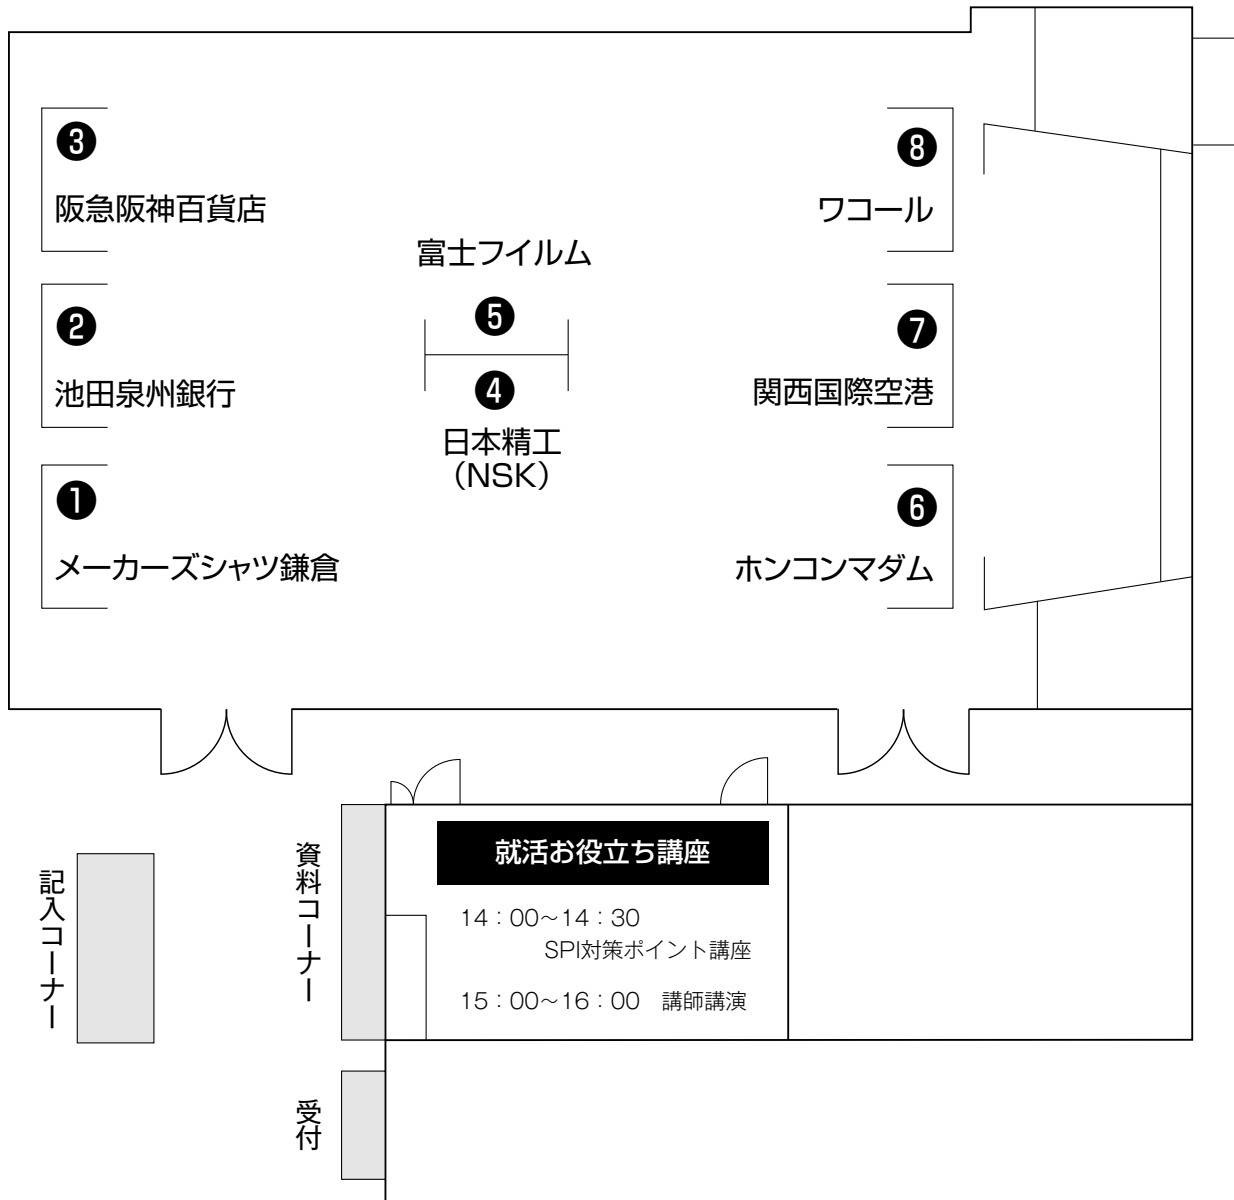 ❸
阪急阪神百貨店
❷
池田泉州銀行
❶
メーカーズシャツ鎌倉
富士フイルム
❺
❹
日本精工
（NSK）
❽
ワコール
❼
関西国際空港
❻
ホンコンマダム
記入コーナー
資料コーナー
受付
就活お役立ち講座
14：00～14：30
SPI対策ポイント講座
15：00～16：00　講師講演